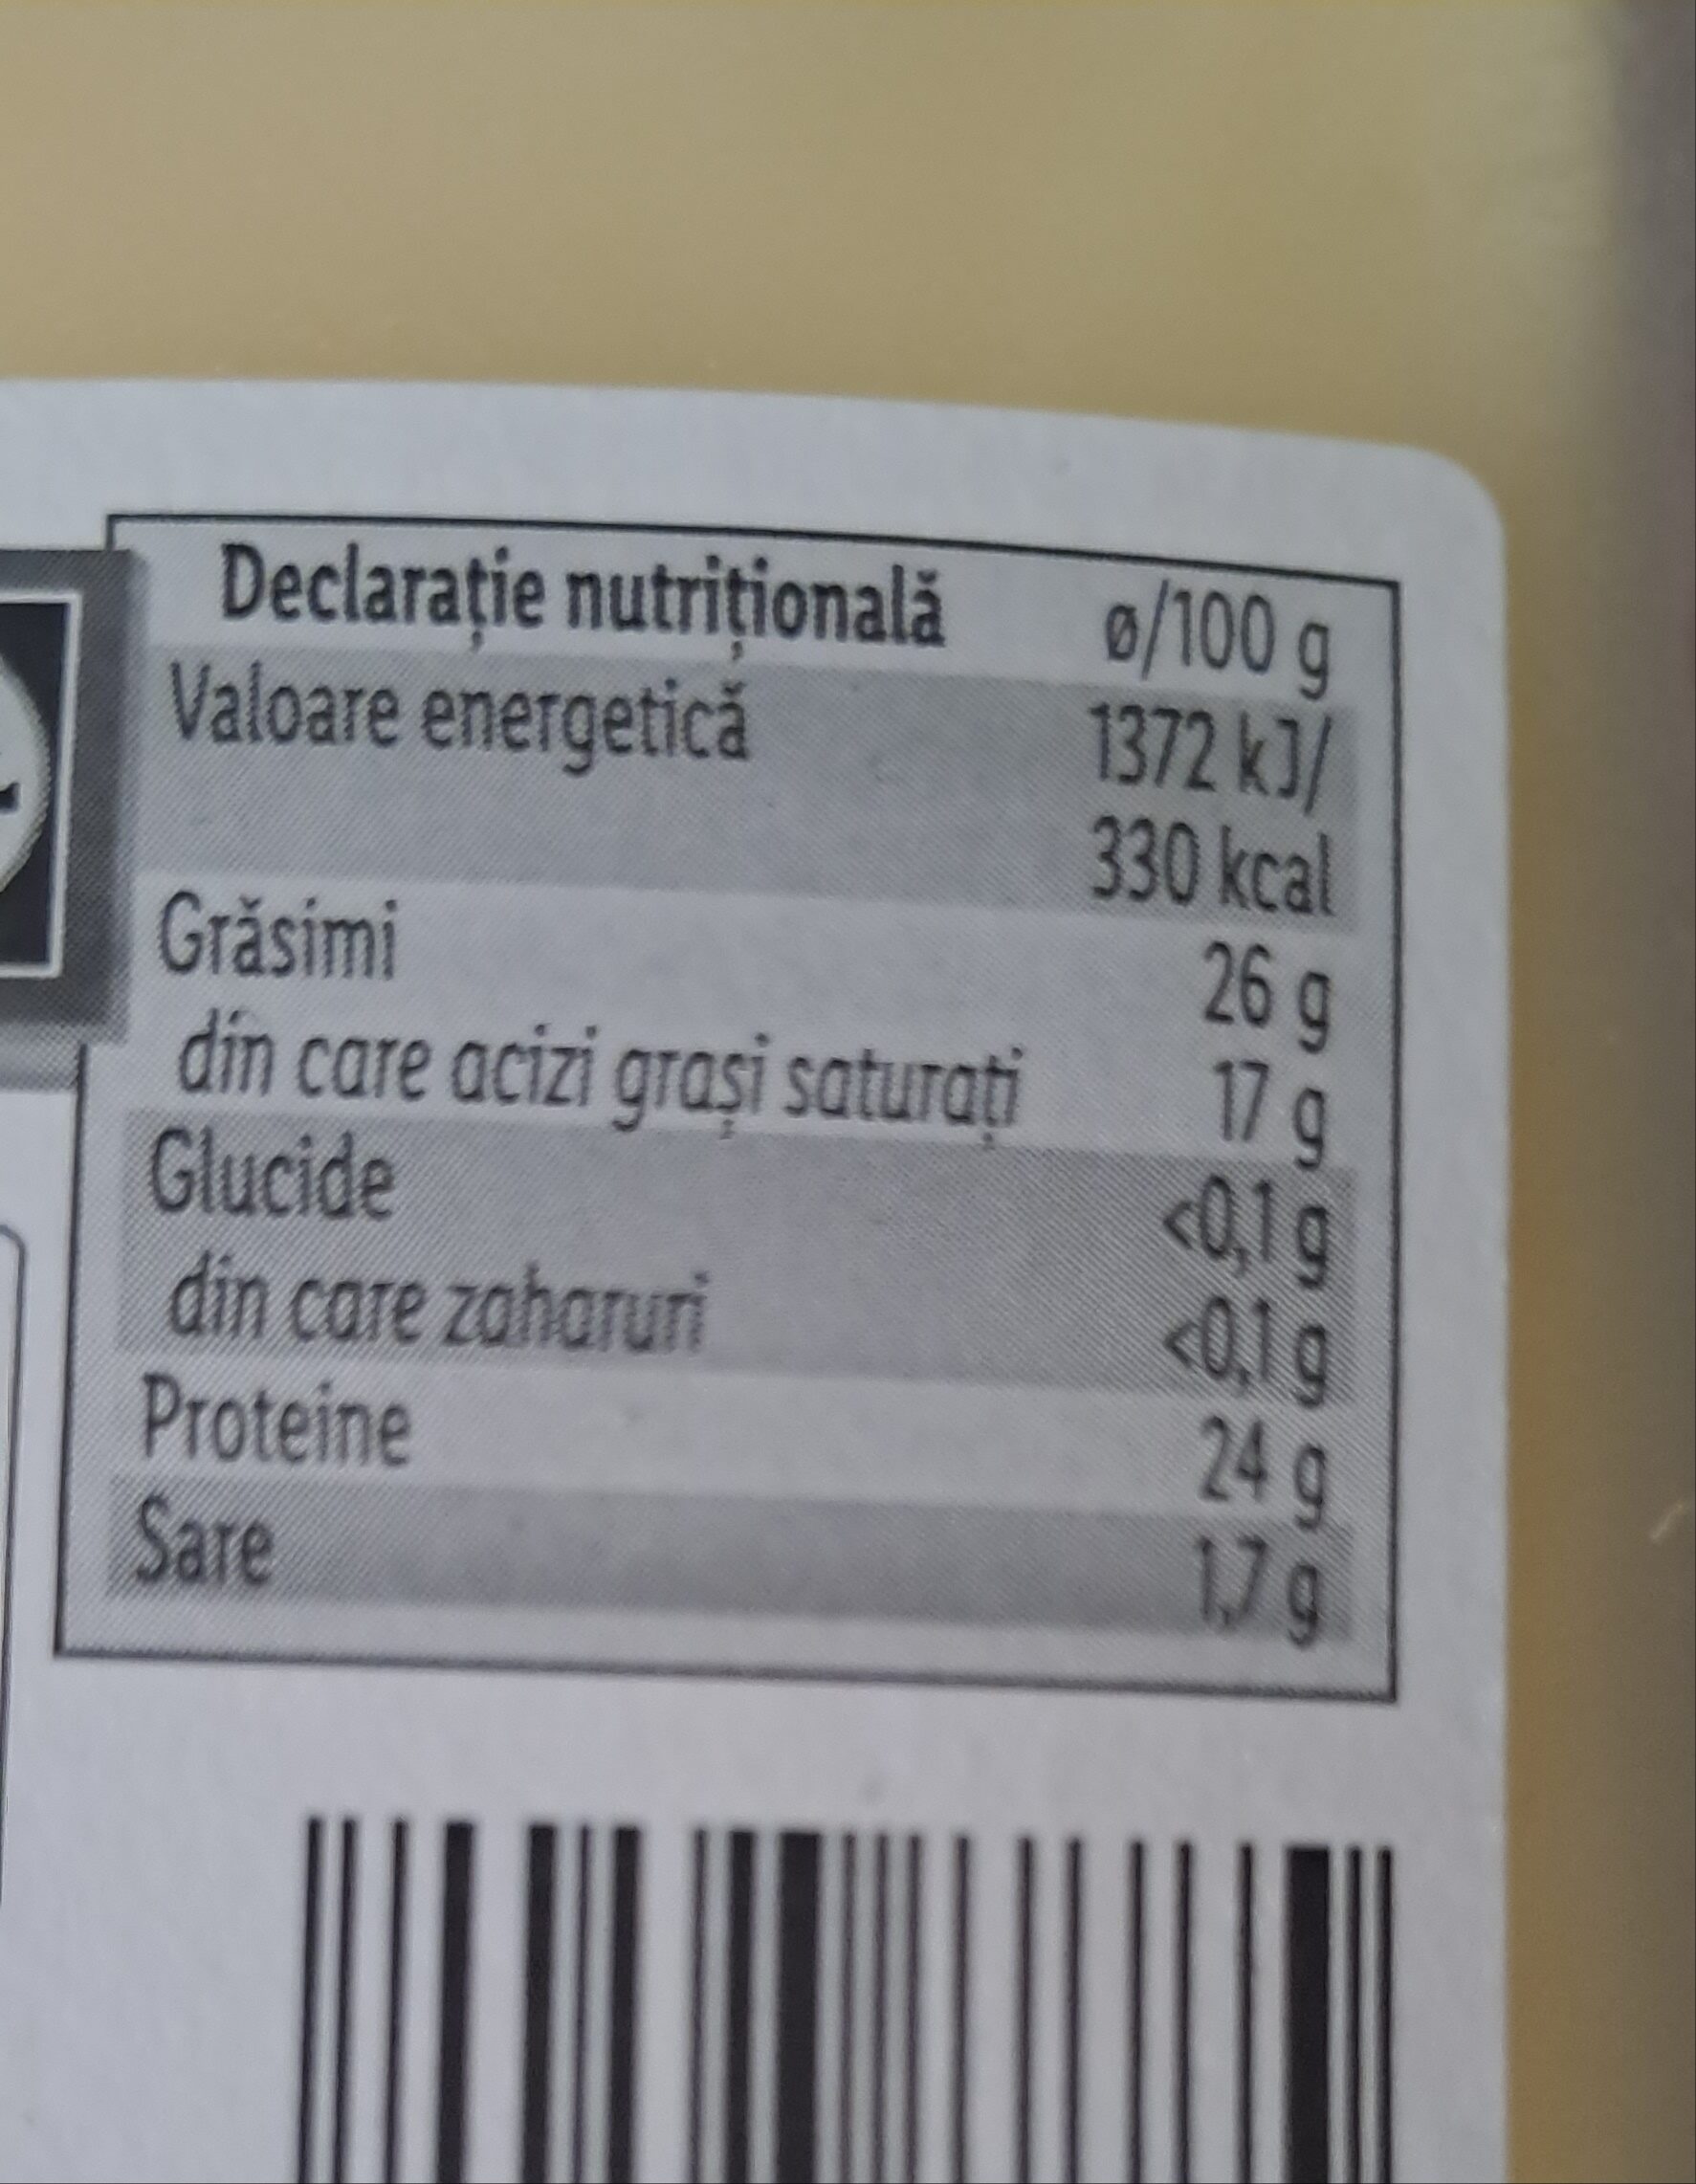 Declarație nutrițională ø/100 g
Valoare energetică 1372 kJ/
330 kcal
Grăsimi 26 g
din care acizi grași saturați 17 g
Glucide <0,1 g
din care zaharuri <0,1 g
Proteine 24 g
Sare 1,7 g